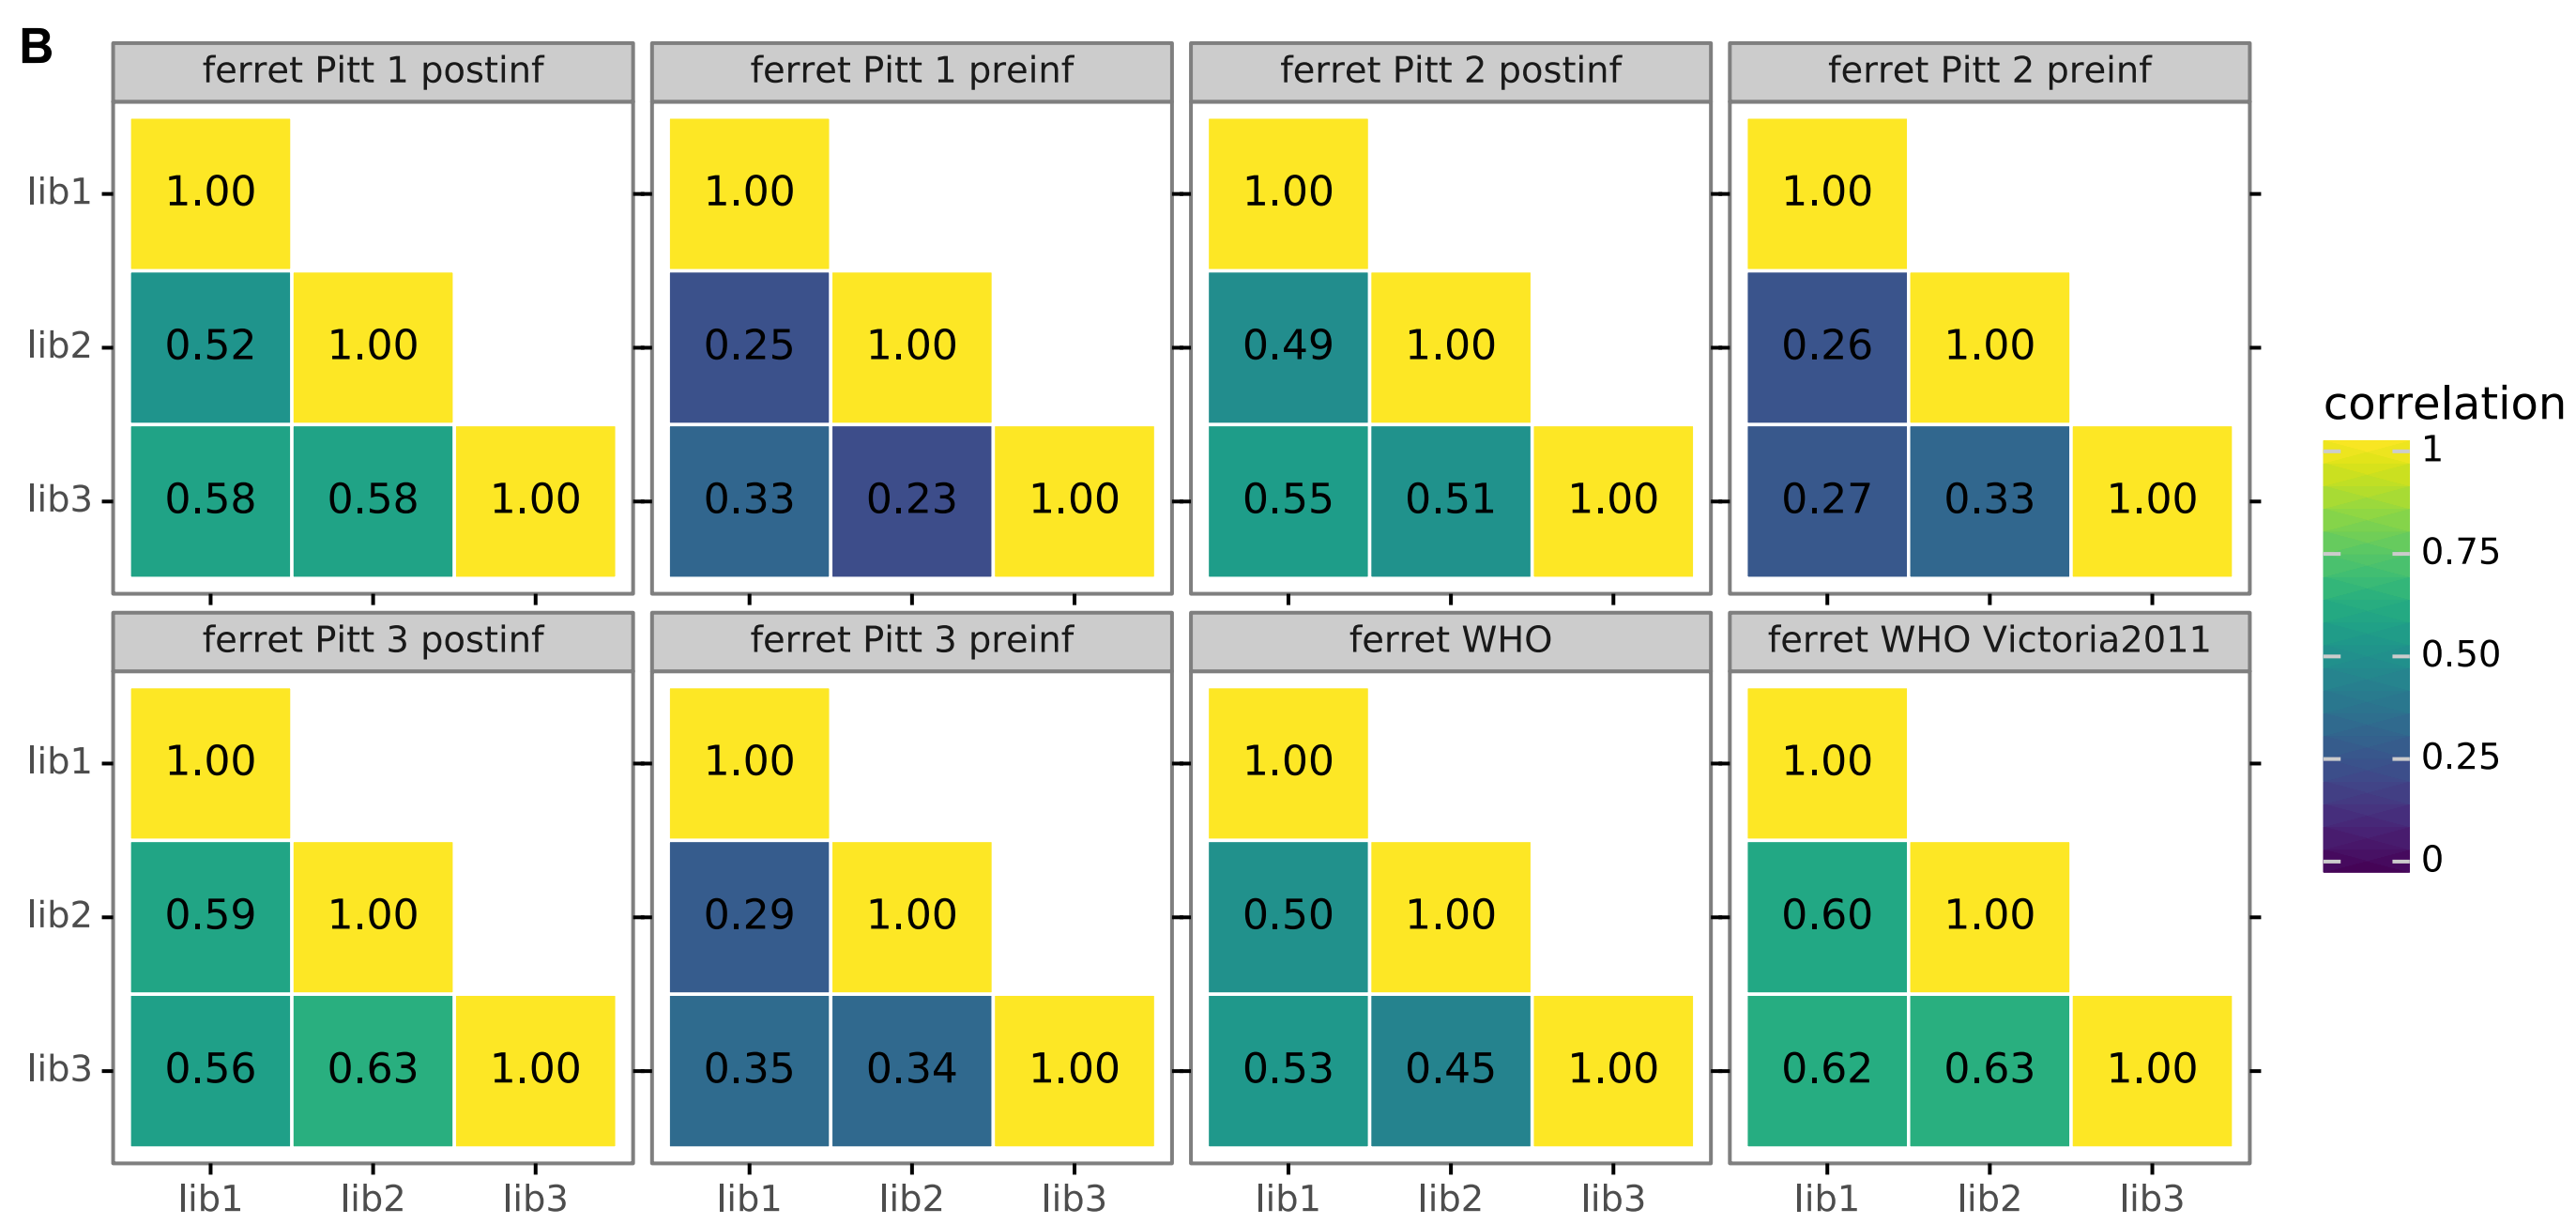 B
ferret Pitt 1 postinf
ferret Pitt 1 preinf
ferret Pitt 2 postinf
ferret Pitt 2 preinf
lib1
1.00
1.00
1.00
1.00
lib2
0.52
1.00
0.25
1.00
0.49
1.00
0.26
1.00
lib3
0.58
0.58
1.00
0.33
0.23
1.00
0.55
0.51
1.00
0.27
0.33
1.00
ferret Pitt 3 postinf
ferret Pitt 3 preinf
ferret WHO
ferret WHO Victoria2011
lib1
1.00
1.00
1.00
1.00
lib2
0.59
1.00
0.29
1.00
0.50
1.00
0.60
1.00
lib3
0.56
0.63
1.00
0.35
0.34
1.00
0.53
0.45
1.00
0.62
0.63
1.00
lib1
lib2
lib3
lib1
lib2
lib3
lib1
lib2
lib3
lib1
lib2
lib3
correlation
1
0.75
0.50
0.25
0